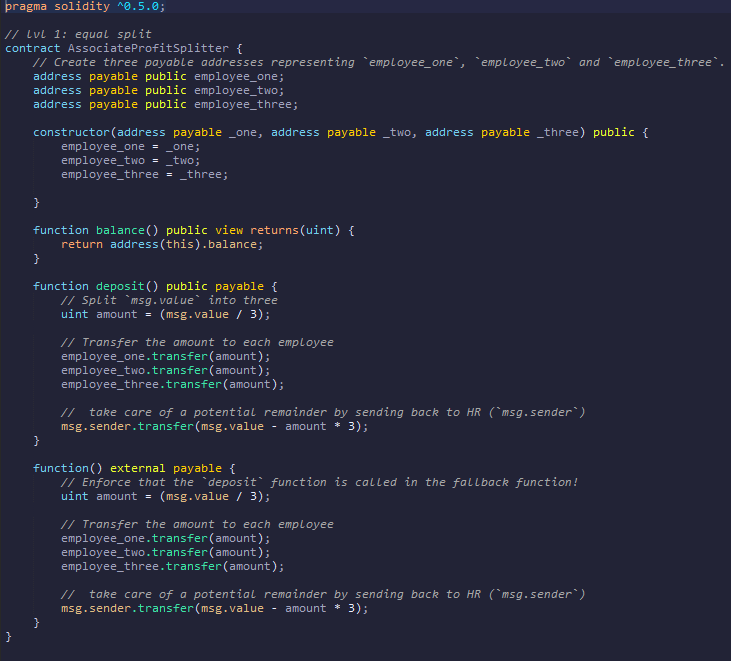 pragma solidity ^0.5.0;

// lvl 1: equal split
contract AssociateProfitSplitter {
    // Create three payable addresses representing `employee_one`, `employee_two` and `employee_three`.
    address payable public employee_one;
    address payable public employee_two;
    address payable public employee_three;

    constructor(address payable _one, address payable _two, address payable _three) public {
        employee_one = _one;
        employee_two = _two;
        employee_three = _three;

    }

    function balance() public view returns(uint) {
        return address(this).balance;
    }

    function deposit() public payable {
        // Split `msg.value` into three
        uint amount = (msg.value / 3);

        // Transfer the amount to each employee
        employee_one.transfer(amount);
        employee_two.transfer(amount);
        employee_three.transfer(amount);

        //  take care of a potential remainder by sending back to HR (`msg.sender`)
        msg.sender.transfer(msg.value - amount * 3);
    }

    function() external payable {
        // Enforce that the `deposit` function is called in the fallback function!
        uint amount = (msg.value / 3);

        // Transfer the amount to each employee
        employee_one.transfer(amount);
        employee_two.transfer(amount);
        employee_three.transfer(amount);

        //  take care of a potential remainder by sending back to HR (`msg.sender`)
        msg.sender.transfer(msg.value - amount * 3);
    }
}